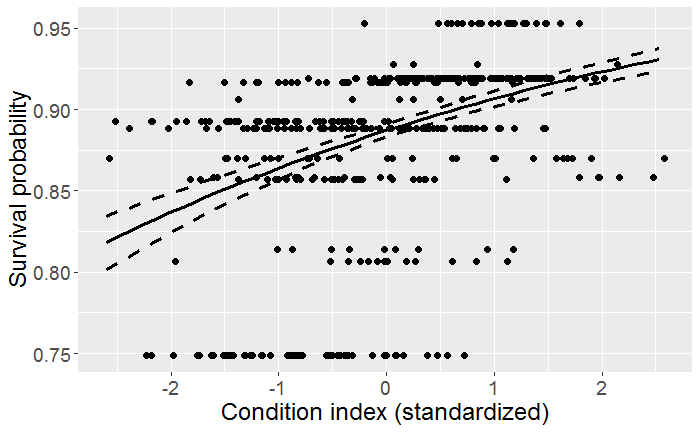 Survival probability
0.95
0.90
0.85
0.80
0.75
-2 -1 0 1 2
Condition index (standardized)